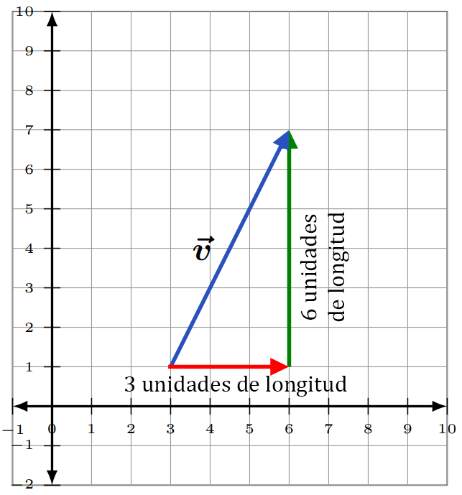 10
9
8
7
6
5
4
3
2
1
−1
−2
−1 0 1 2 3 4 5 6 7 8 9 10
v⃗
6 unidades
de longitud
3 unidades de longitud